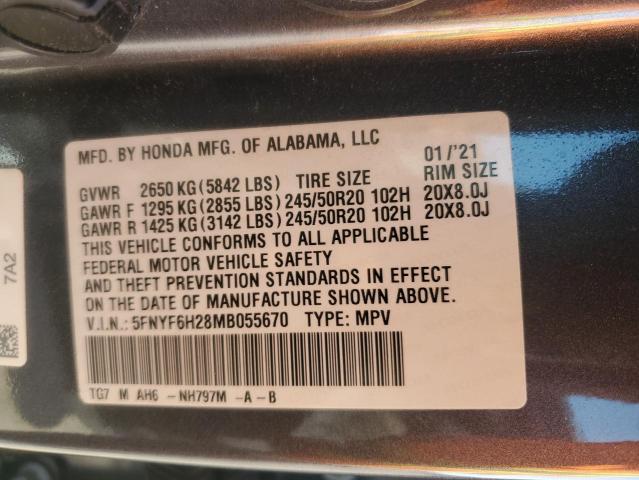 MFD. BY HONDA MFG. OF ALABAMA, LLC
01/'21
GVWR 2650 KG (5842 LBS) TIRE SIZE RIM SIZE
GAWR F 1295 KG (2855 LBS) 245/50R20 102H 20X8.0J
GAWR R 1425 KG (3142 LBS) 245/50R20 102H 20X8.0J
THIS VEHICLE CONFORMS TO ALL APPLICABLE
FEDERAL MOTOR VEHICLE SAFETY
AND THEFT PREVENTION STANDARDS IN EFFECT
ON THE DATE OF MANUFACTURE SHOWN ABOVE.
V.I.N.: 5FNYF6H28MB055670 TYPE: MPV
TG7 M AH6 -NH797M -A-B
7A2